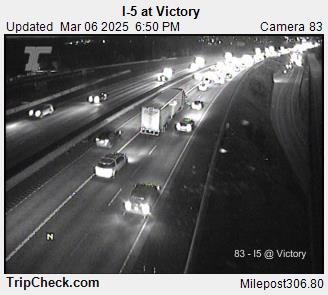 I-5 at Victory
Updated Mar 06 2025 6:50 PM Camera 83
N
83 - I5 @ Victory
TripCheck.com Milepost306.80